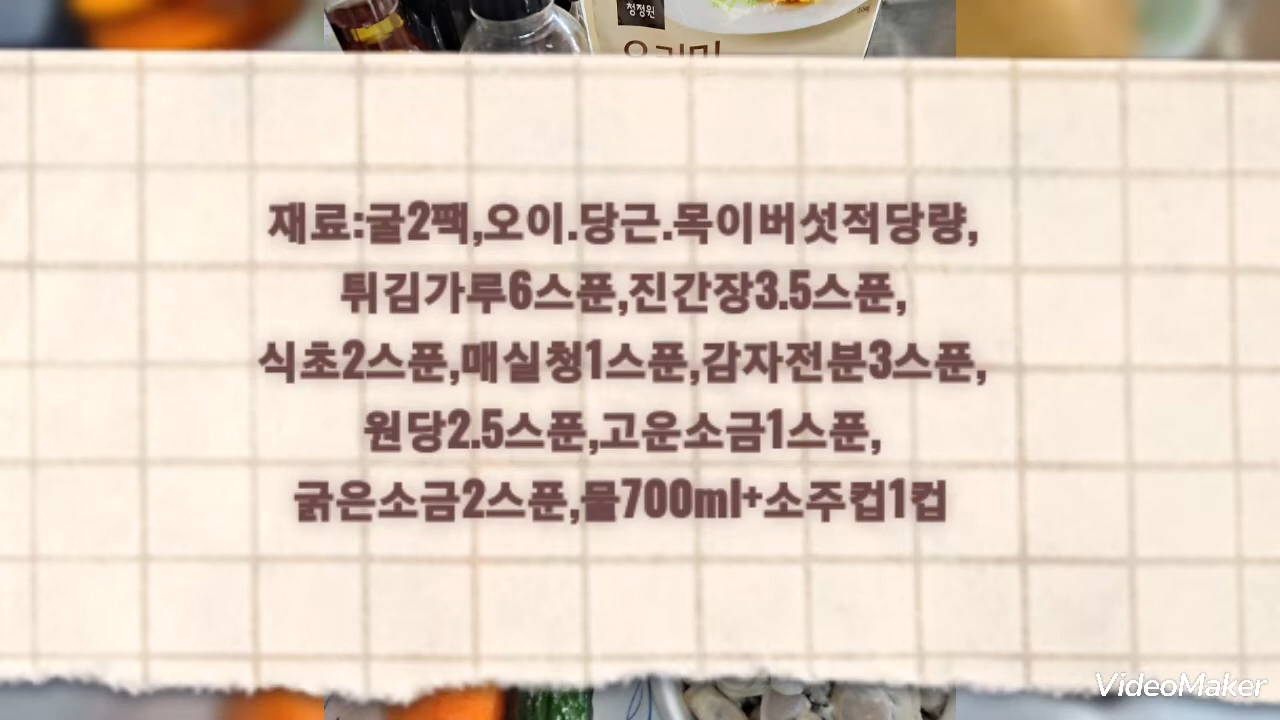 청정원
재료:굴2팩,오이.당근.목이버섯적당량,
튀김가루6스푼,진간장3.5스푼,
식초2스푼,매실청1스푼,감자전분3스푼,
원당2.5스푼,고운소금1스푼,
굵은소금2스푼,물700ml+소주컵1컵
VideoMaker